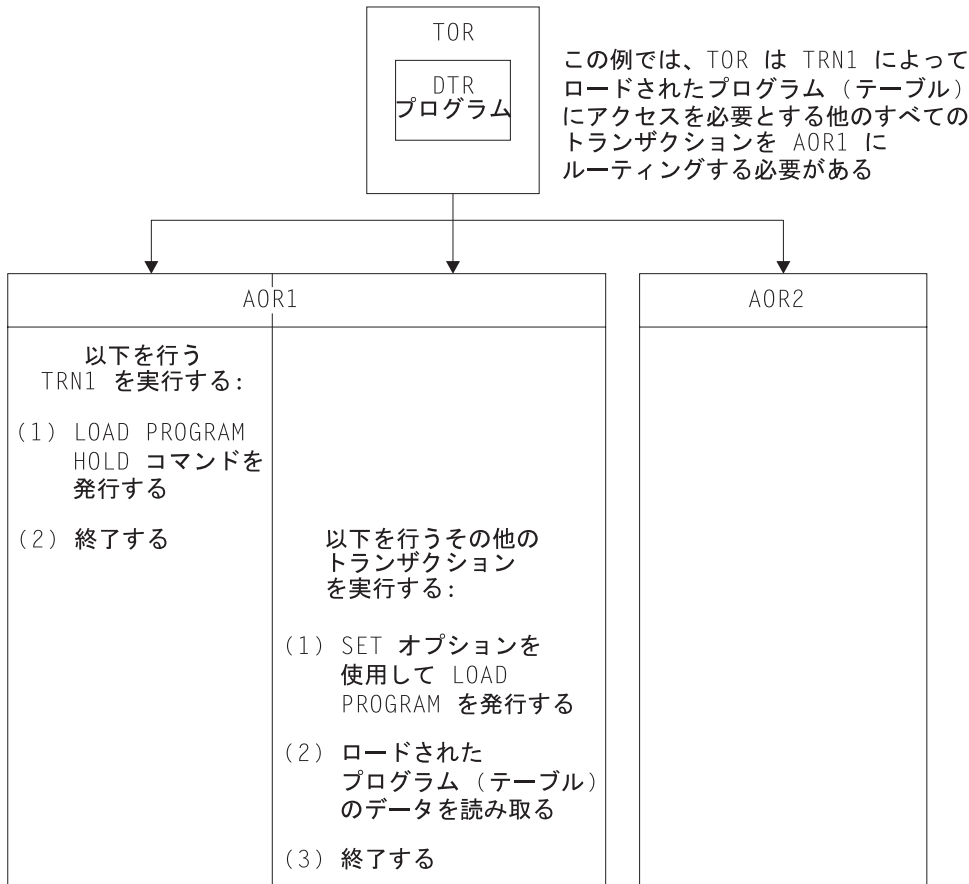 TOR
DTR
プログラム
この例では、TOR は TRN1 によって
ロードされたプログラム (テーブル)
にアクセスを必要とする他のすべての
トランザクションを AOR1 に
ルーティングする必要がある
AOR1
以下を行う
TRN1 を実行する:
(1) LOAD PROGRAM
HOLD コマンドを
発行する
(2) 終了する
以下を行うその他の
トランザクション
を実行する:
(1) SET オプションを
使用して LOAD
PROGRAM を発行する
(2) ロードされた
プログラム (テーブル)
のデータを読み取る
(3) 終了する
AOR2